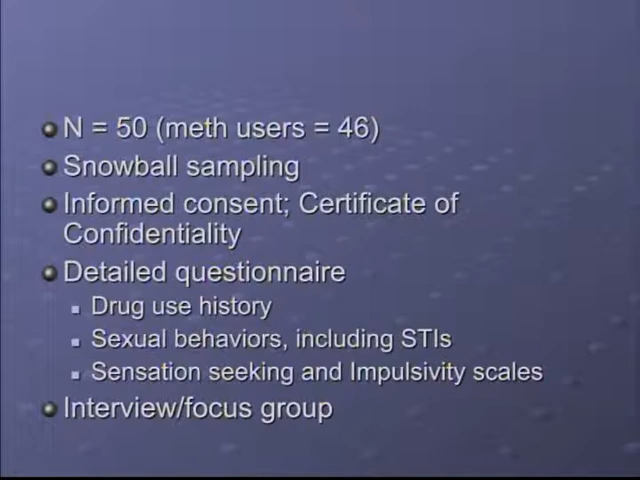 N = 50 (meth users = 46)
Snowball sampling
Informed consent; Certificate of
Confidentiality
Detailed questionnaire
Drug use history
Sexual behaviors, including STIs
Sensation seeking and Impulsivity scales
Interview/focus group